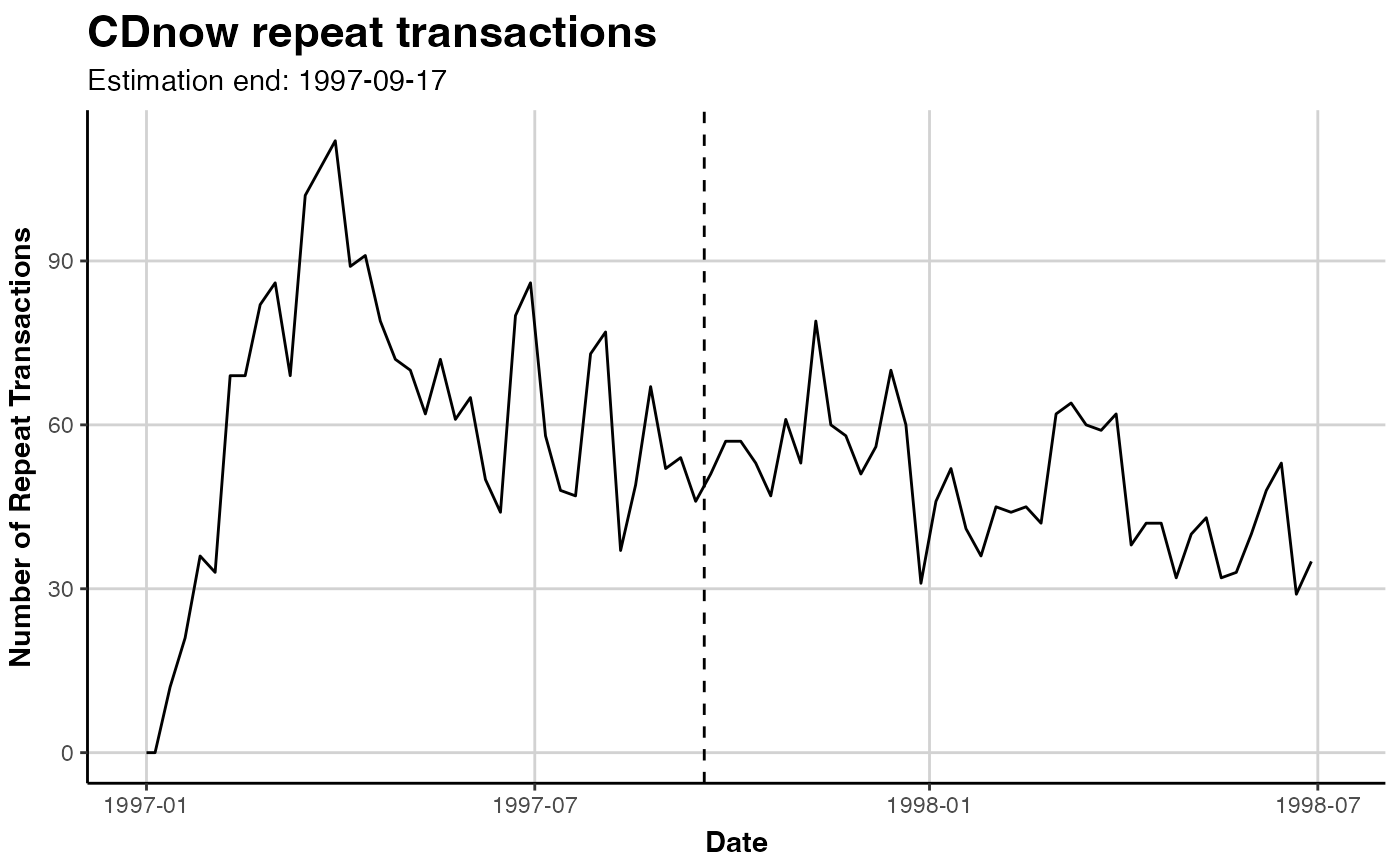 CDnow repeat transactions
Estimation end: 1997-09-17
Number of Repeat Transactions
90
60
30
0
1997-01
1997-07
1998-01
1998-07
Date